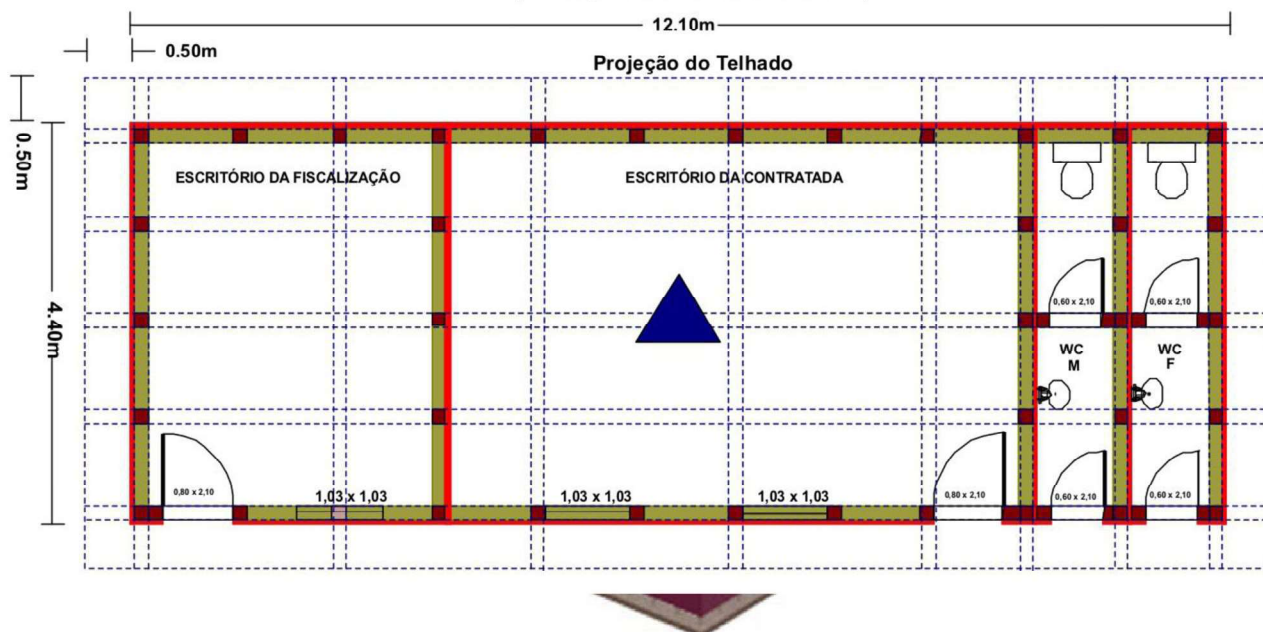 12.10m
0.50m
Projeção do Telhado
0.50m
ESCRITÓRIO DA FISCALIZAÇÃO
ESCRITÓRIO DA CONTRATADA
4.40m
0,60 x 2,10
0,60 x 2,10
WC
M
WC
F
0,80 x 2,10
1,03 x 1,03
1,03 x 1,03
1,03 x 1,03
0,80 x 2,10
0,60 x 2,10
0,60 x 2,10